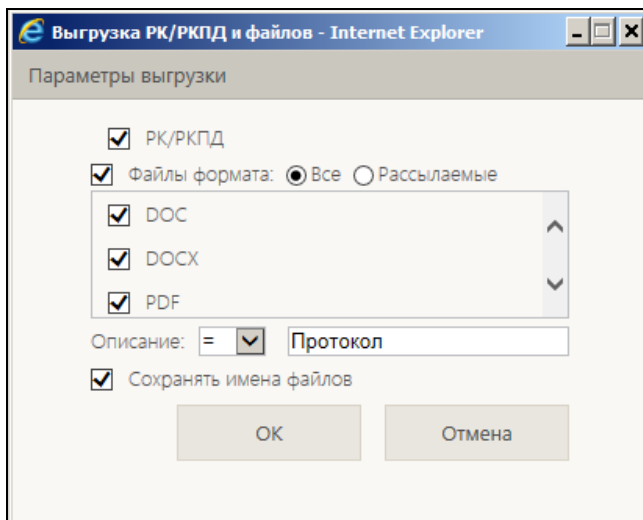 Выгрузка РК/РКПД и файлов - Internet Explorer
Параметры выгрузки
РК/РКПД
Файлы формата: Все Рассылаемые
DOC
DOCX
PDF
Описание: = Протокол
Сохранять имена файлов
ОК Отмена